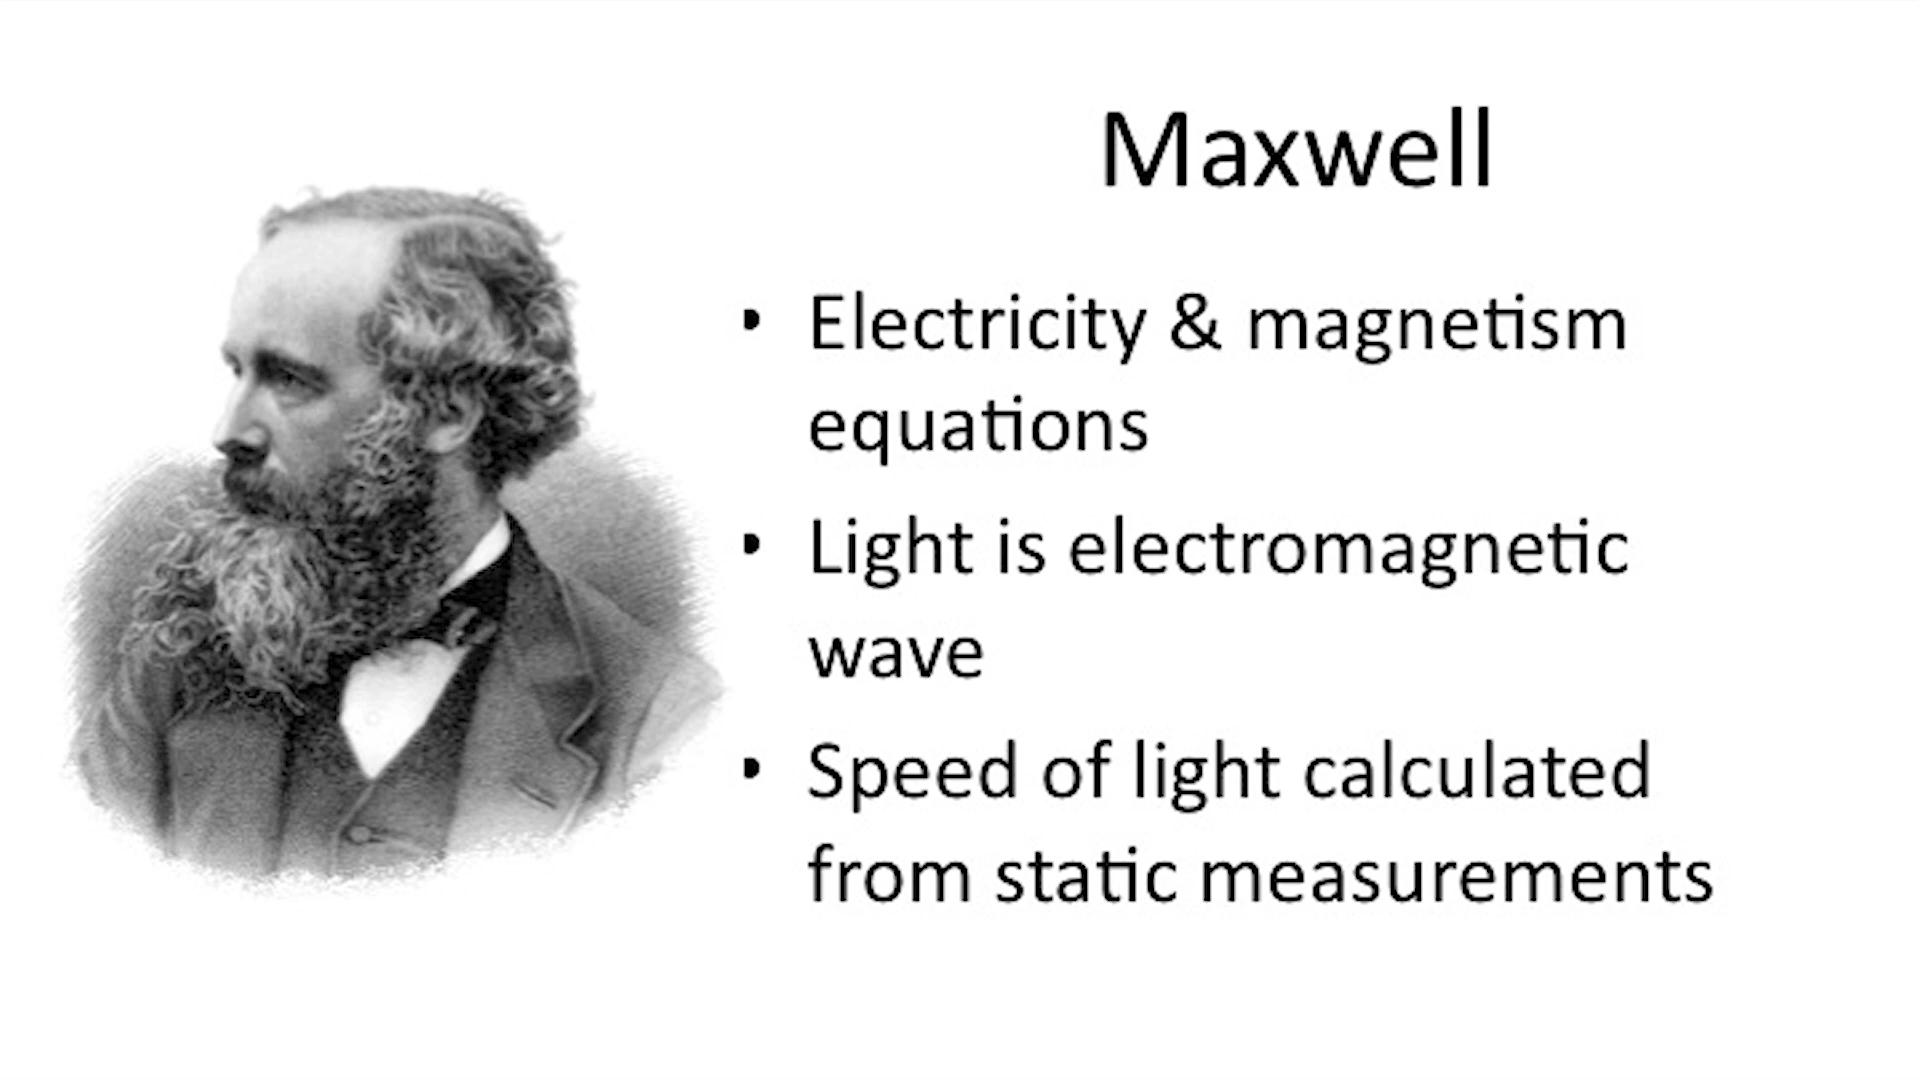 Maxwell
• Electricity & magnetism
equations
• Light is electromagnetic
wave
• Speed of light calculated
from static measurements